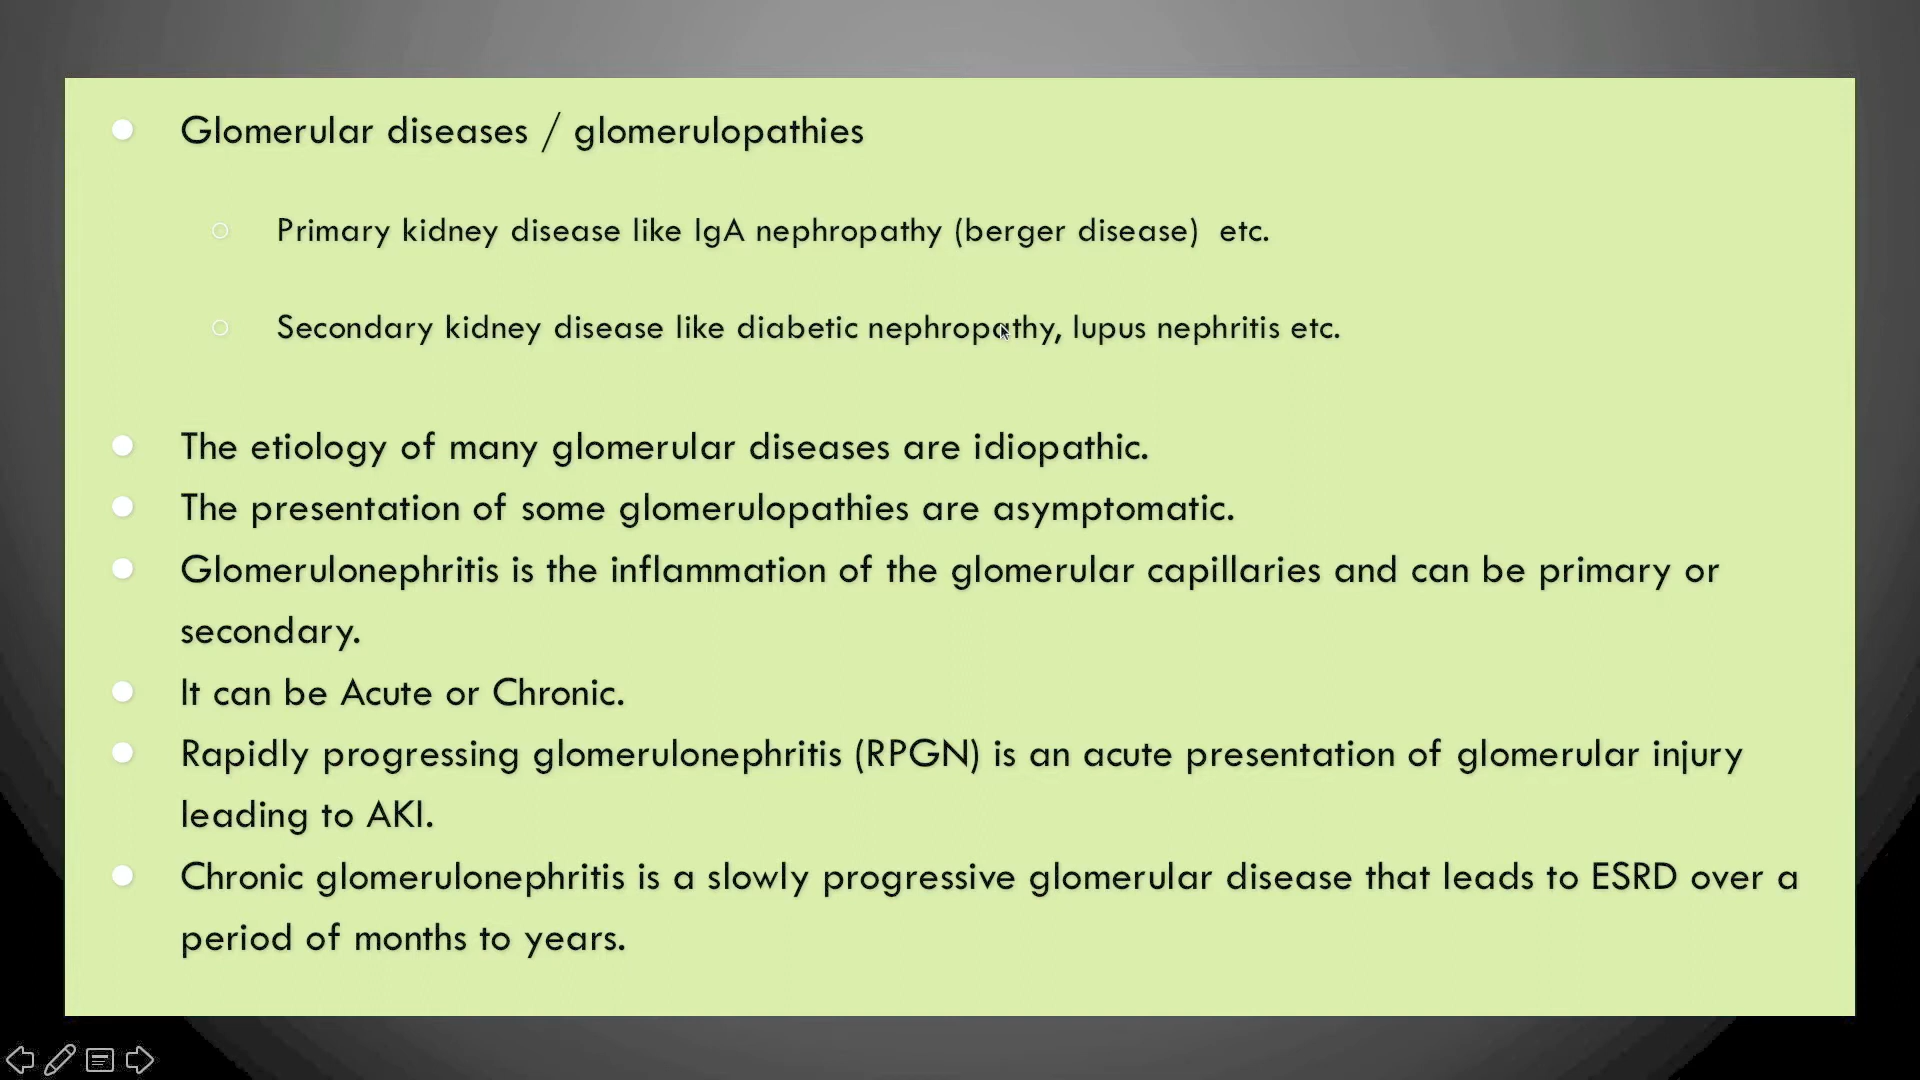 Glomerular diseases / glomerulopathies
Primary kidney disease like IgA nephropathy (berger disease)  etc.
Secondary kidney disease like diabetic nephropathy, lupus nephritis etc.
The etiology of many glomerular diseases are idiopathic.
The presentation of some glomerulopathies are asymptomatic.
Glomerulonephritis is the inflammation of the glomerular capillaries and can be primary or
secondary.
It can be Acute or Chronic.
Rapidly progressing glomerulonephritis (RPGN) is an acute presentation of glomerular injury
leading to AKI.
Chronic glomerulonephritis is a slowly progressive glomerular disease that leads to ESRD over a
period of months to years.